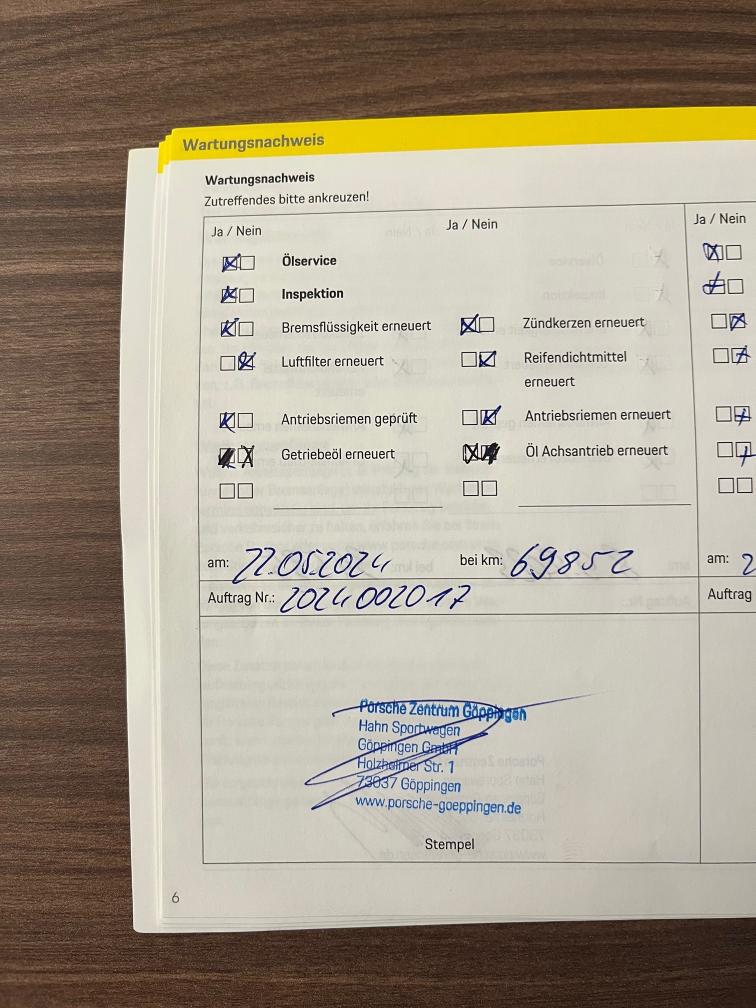 Wartungsnachweis
Wartungsnachweis
Zutreffendes bitte ankreuzen!
Ja / Nein Ja / Nein
Ölservice
Inspektion
Bremsflüssigkeit erneuert Zündkerzen erneuert
Luftfilter erneuert Reifendichtmittel
erneuert
Antriebsriemen geprüft Antriebsriemen erneuert
Getriebeöl erneuert Öl Achsantrieb erneuert
am: 22.05.2024 bei km: 69852
Auftrag Nr.: 2024002017
Porsche Zentrum Göppingen
Hahn Sportwagen
Göppingen GmbH
Holzheimer Str. 1
73037 Göppingen
www.porsche-goeppingen.de
Stempel
6
Ja / Nein
am: 2
Auftrag